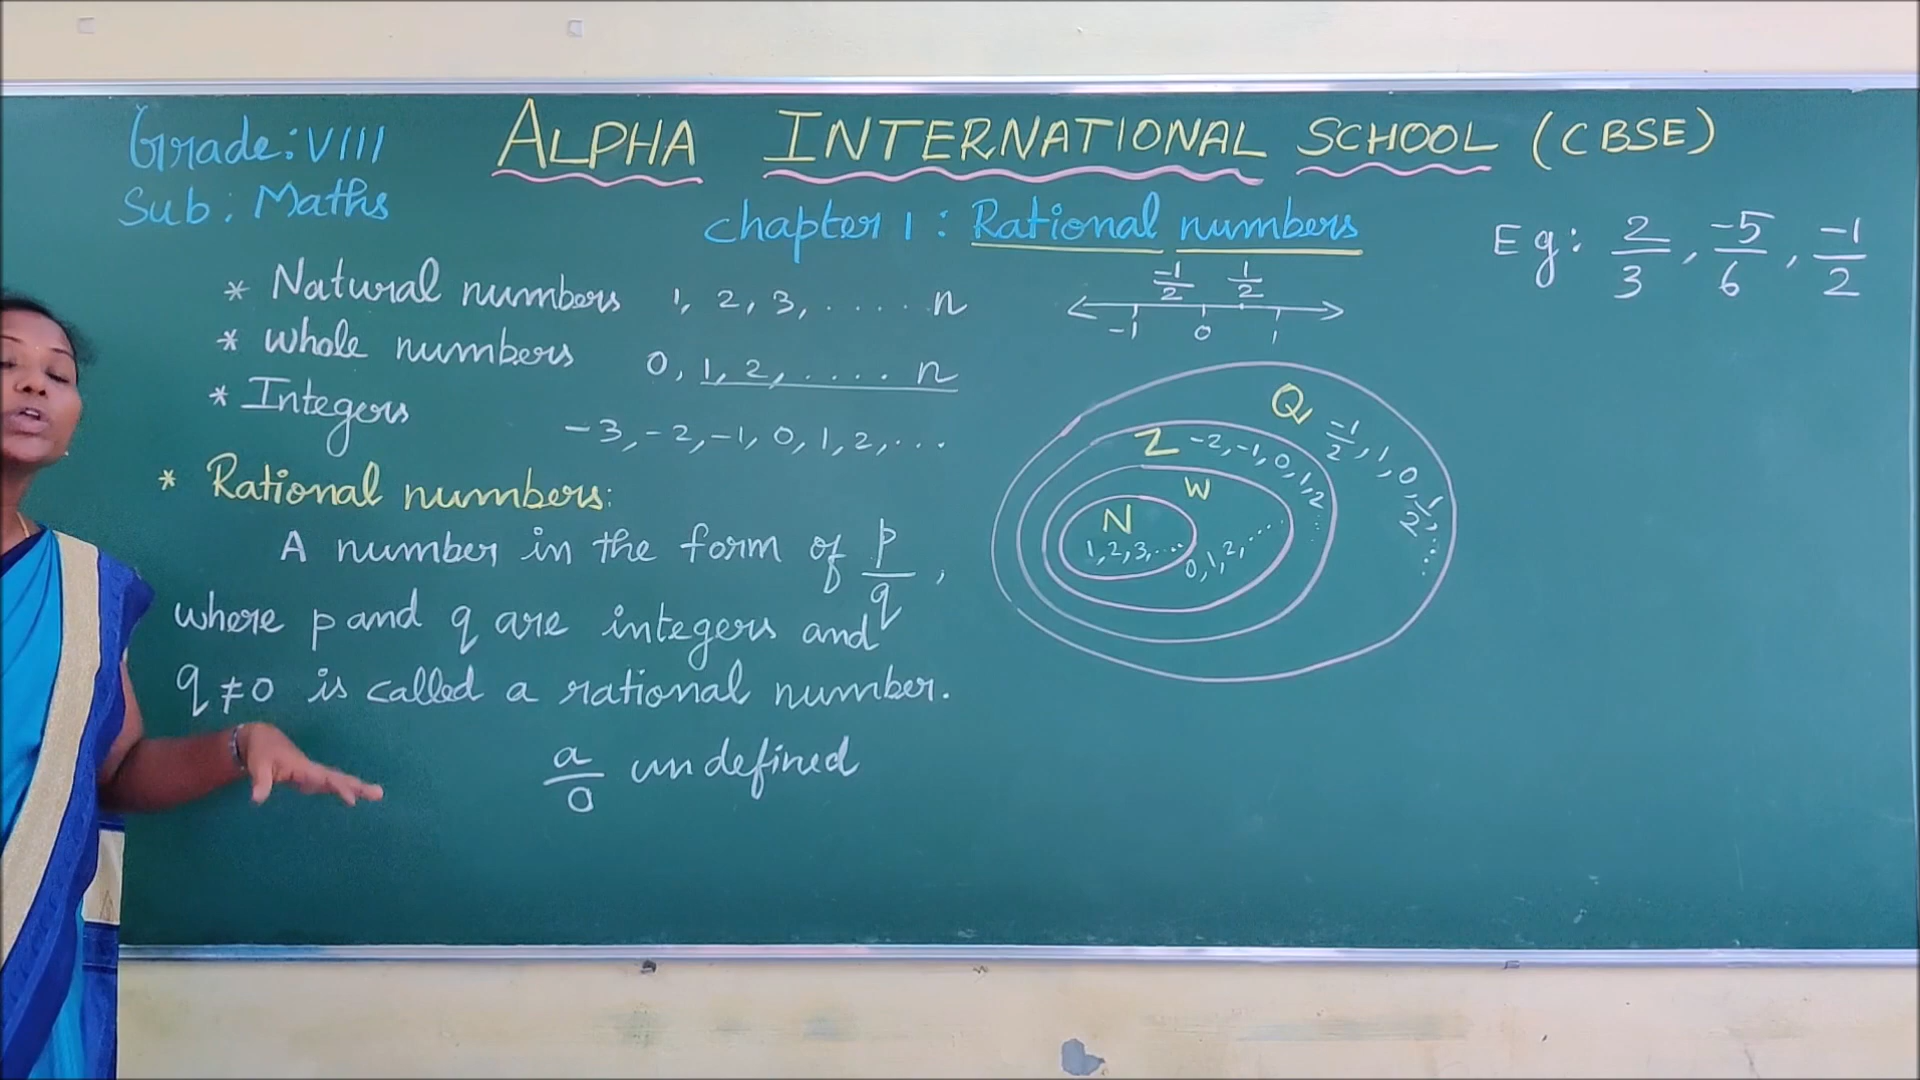 Grade: VIII
ALPHA INTERNATIONAL SCHOOL (CBSE)
Sub: Maths
chapter 1: Rational numbers
Eg: 2/3, -5/6, -1/2
* Natural numbers 1, 2, 3, ..... n
-1/2 1/2
-1 0 1
* Whole numbers 0, 1, 2, .... n
* Integers -3, -2, -1, 0, 1, 2, ...
* Rational numbers:
A number in the form of p/q,
where p and q are integers and
q ≠ 0 is called a rational number.
a/0 undefined
Q -1/2, 1, 0, 1/2, ....
Z -2, -1, 0, 1, 2 ...
W 0, 1, 2, .....
N 1, 2, 3, ....